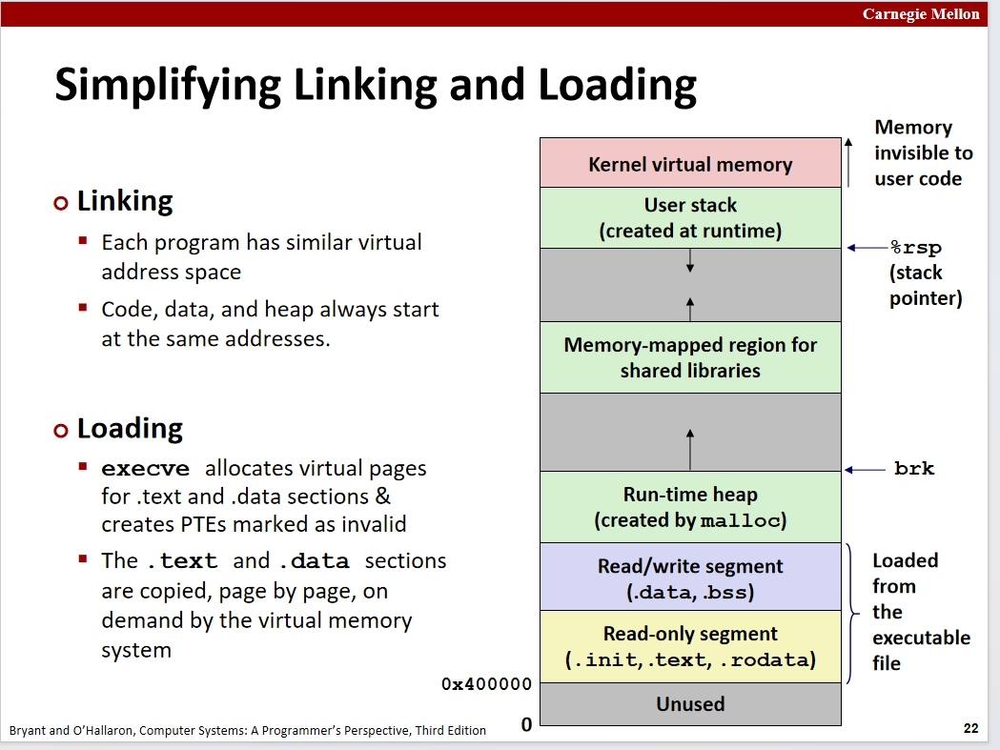 Carnegie Mellon
Simplifying Linking and Loading
Linking
Each program has similar virtual
address space
Code, data, and heap always start
at the same addresses.
Loading
execve allocates virtual pages
for .text and .data sections &
creates PTEs marked as invalid
The .text and .data sections
are copied, page by page, on
demand by the virtual memory
system
Kernel virtual memory
User stack
(created at runtime)
Memory-mapped region for
shared libraries
Run-time heap
(created by malloc)
Read/write segment
(.data, .bss)
Read-only segment
(.init, .text, .rodata)
Unused
Memory
invisible to
user code
%rsp
(stack
pointer)
brk
Loaded
from
the
executable
file
0x400000
0
Bryant and O’Hallaron, Computer Systems: A Programmer’s Perspective, Third Edition
22